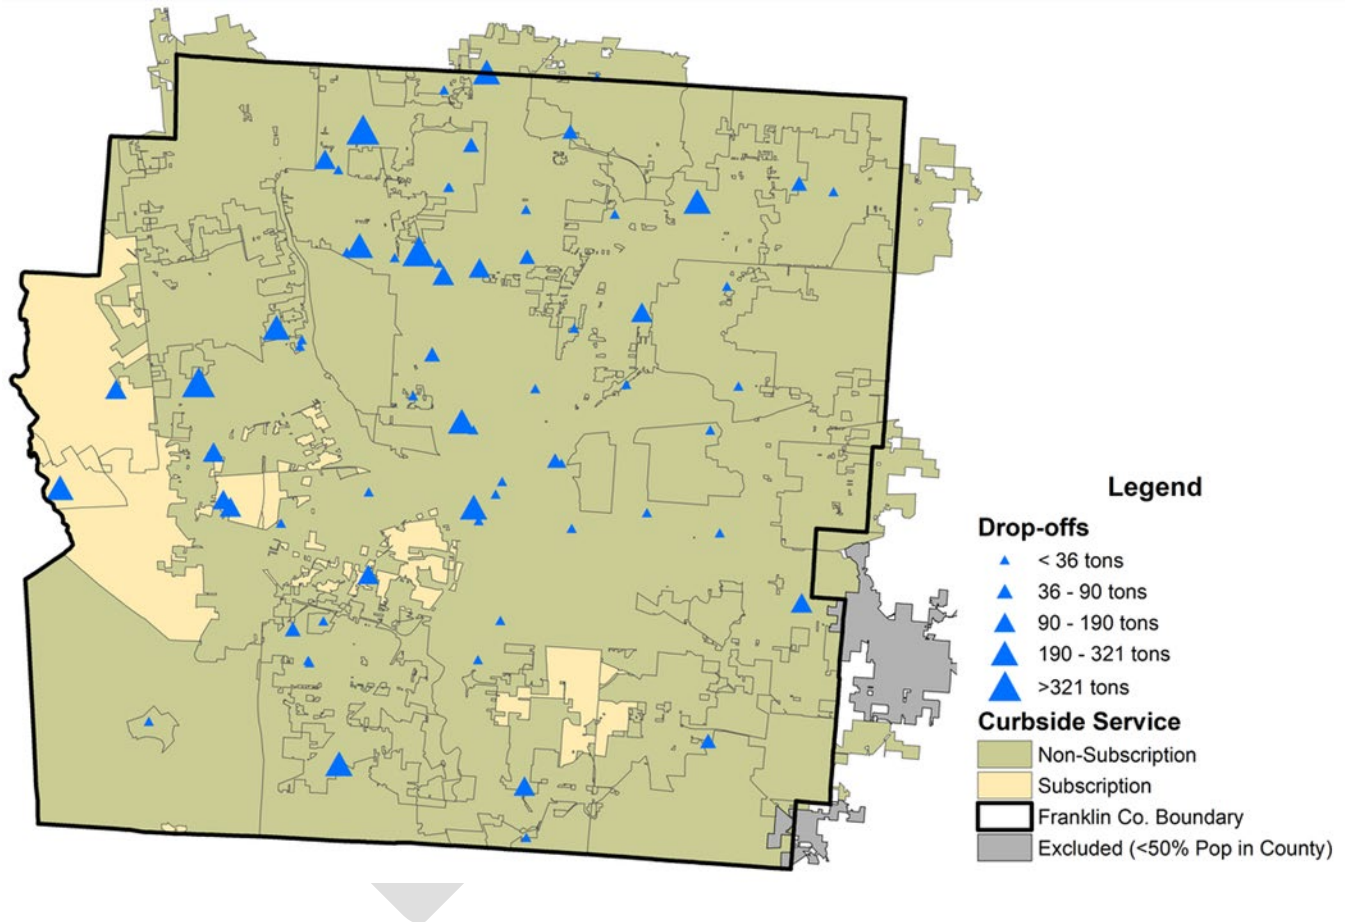 Legend
Drop-offs
< 36 tons
36 - 90 tons
90 - 190 tons
190 - 321 tons
>321 tons
Curbside Service
Non-Subscription
Subscription
Franklin Co. Boundary
Excluded (<50% Pop in County)